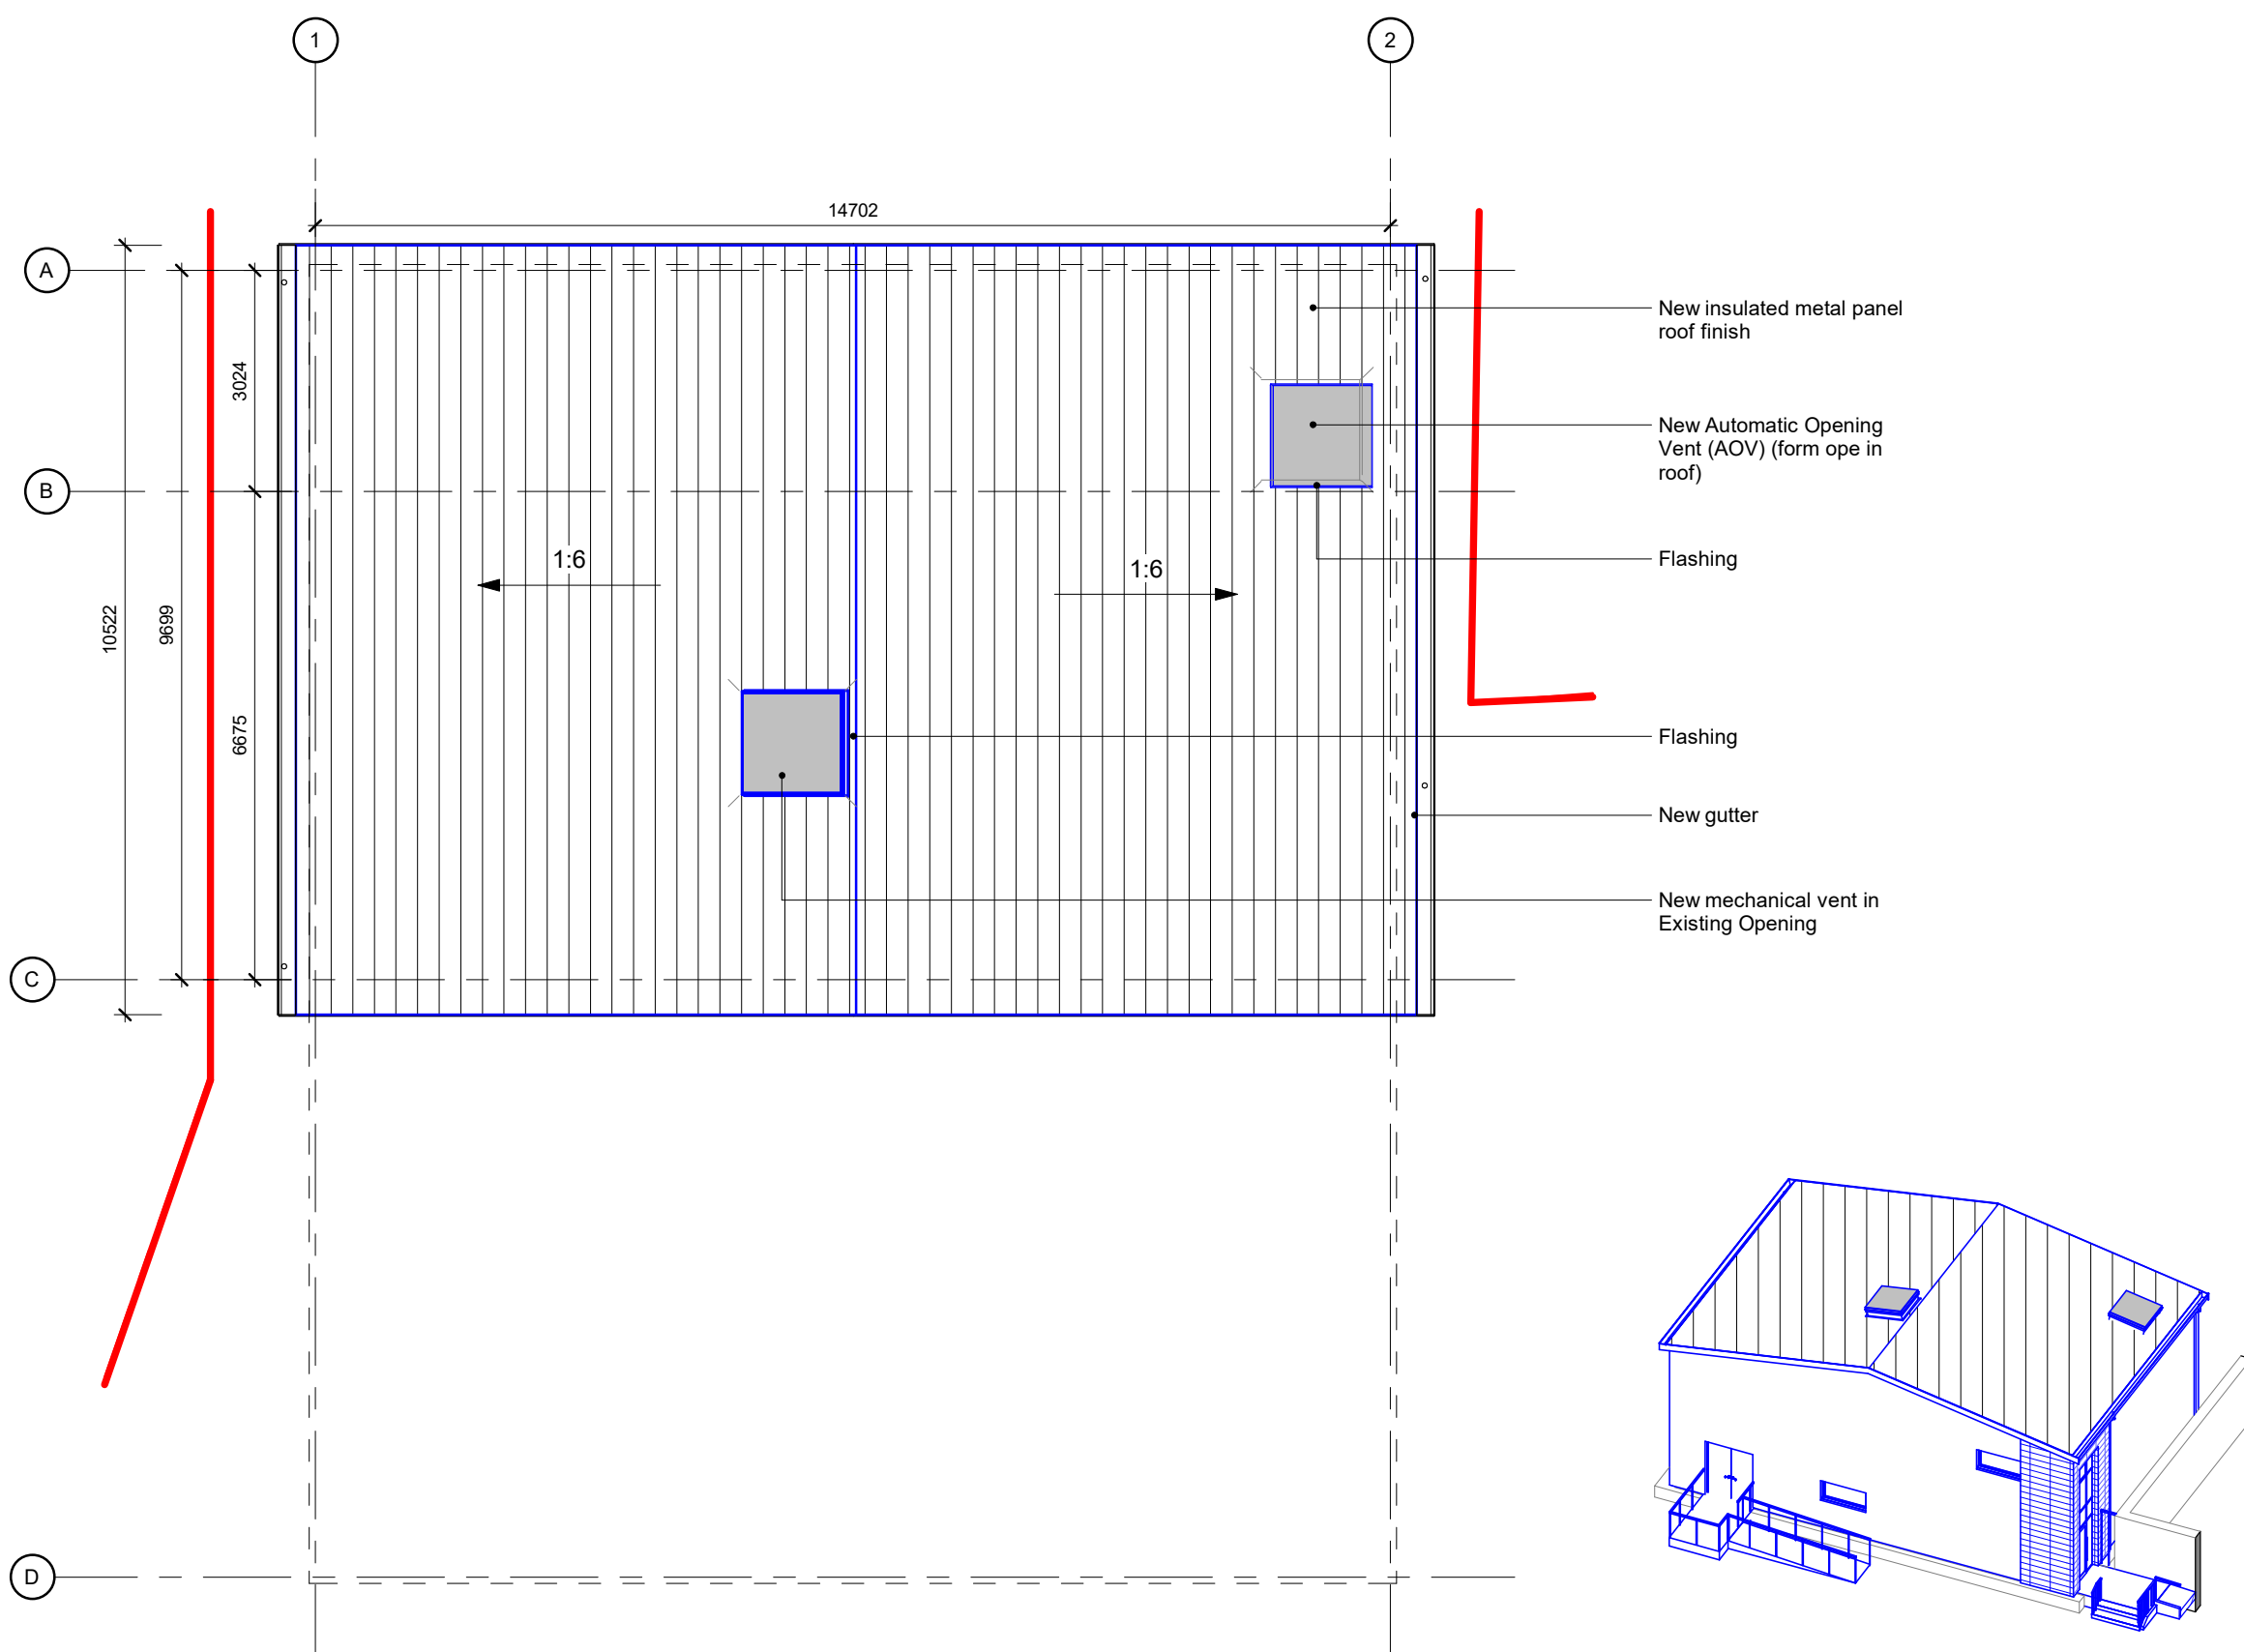 1
2
14702
A
3024
New insulated metal panel
roof finish
New Automatic Opening
Vent (AOV) (form ope in
roof)
B
1:6
1:6
Flashing
10522
9699
6675
Flashing
New gutter
New mechanical vent in
Existing Opening
C
D